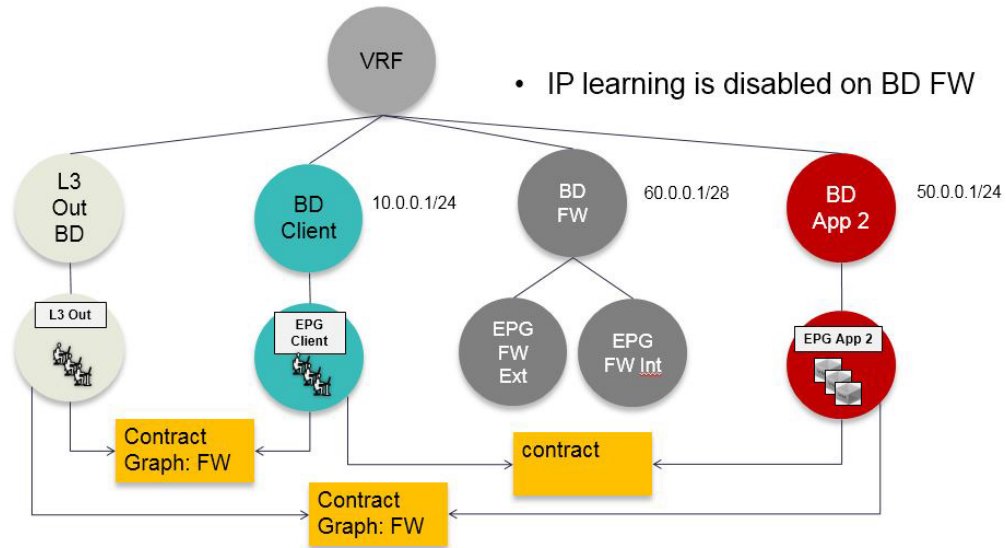 VRF
• IP learning is disabled on BD FW
L3
Out
BD
BD
Client
10.0.0.1/24
BD
FW
60.0.0.1/28
BD
App 2
50.0.0.1/24
L3 Out
EPG
Client
EPG
FW
Ext
EPG
FW Int
EPG App 2
Contract
Graph: FW
contract
Contract
Graph: FW